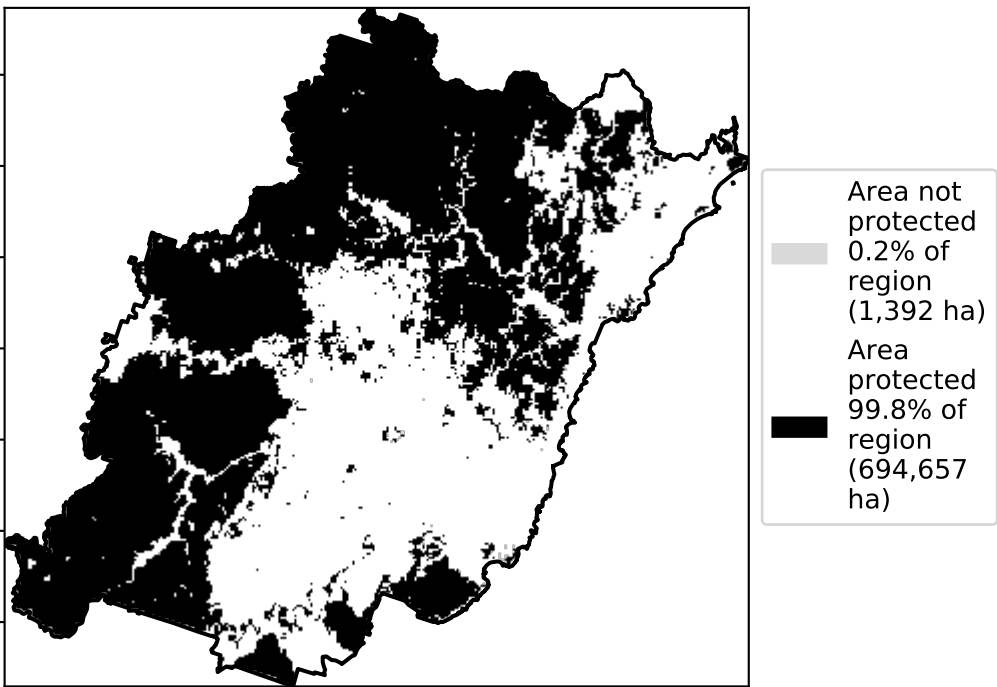 Area not
protected
0.2% of
region
(1,392 ha)
Area
protected
99.8% of
region
(694,657
ha)